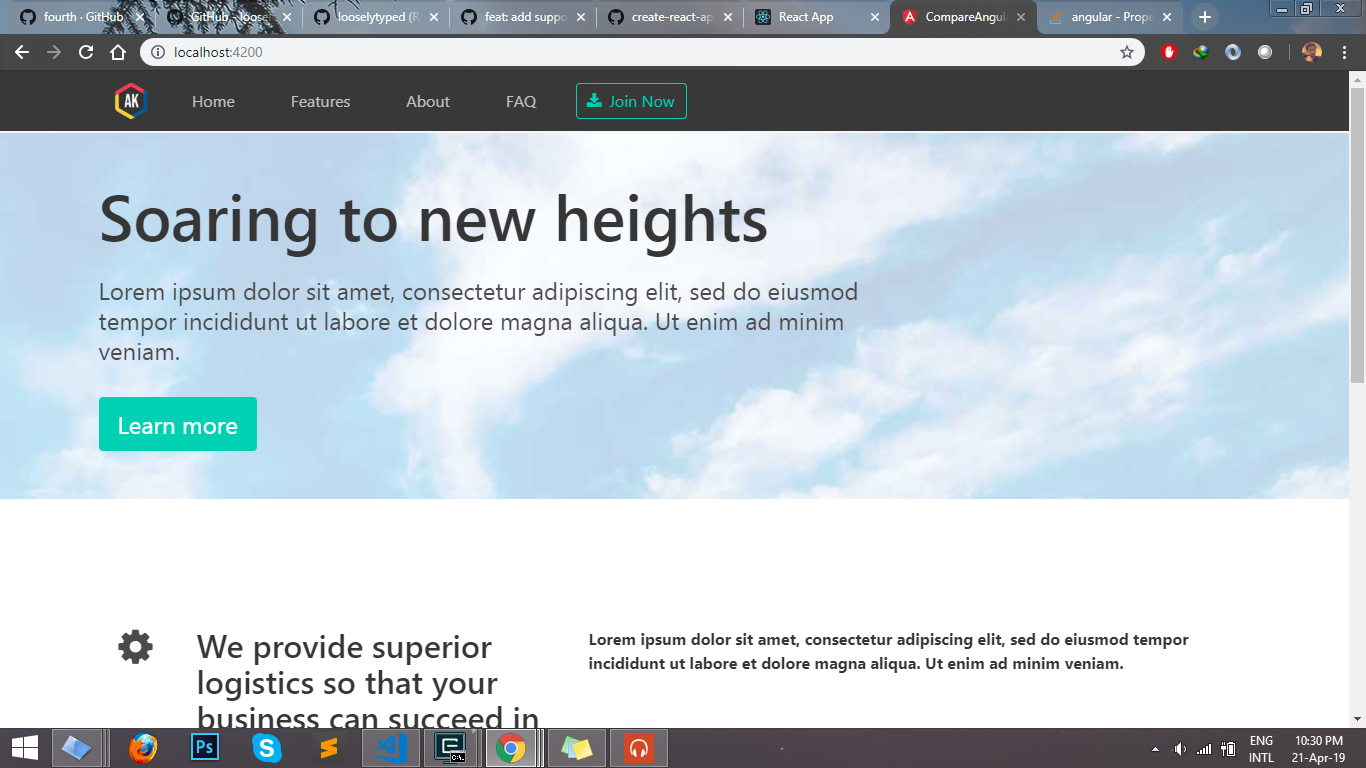 fourth · GitHub
GitHub - loosel
looselytyped (R
feat: add suppo
create-react-ap
React App
CompareAngul
angular - Prope
localhost:4200
AK
Home
Features
About
FAQ
Join Now
Soaring to new heights
Lorem ipsum dolor sit amet, consectetur adipiscing elit, sed do eiusmod
tempor incididunt ut labore et dolore magna aliqua. Ut enim ad minim
veniam.
Learn more
We provide superior
logistics so that your
business can succeed in
Lorem ipsum dolor sit amet, consectetur adipiscing elit, sed do eiusmod tempor
incididunt ut labore et dolore magna aliqua. Ut enim ad minim veniam.
Ps
C:\.
ENG
INTL
10:30 PM
21-Apr-19